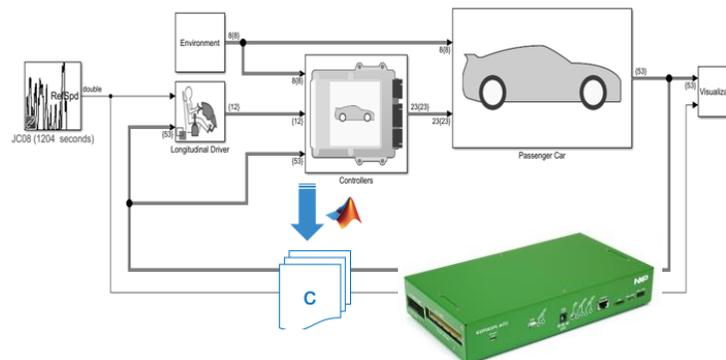 Environment
8{8}
8{8}
8{8}
RefSpd
double
JC08 (1204 seconds)
{53}
Longitudinal Driver
{12}
{12}
{53}
Controllers
23{23}
23{23}
Passenger Car
{53}
{53}
Visualiza
C
NXP